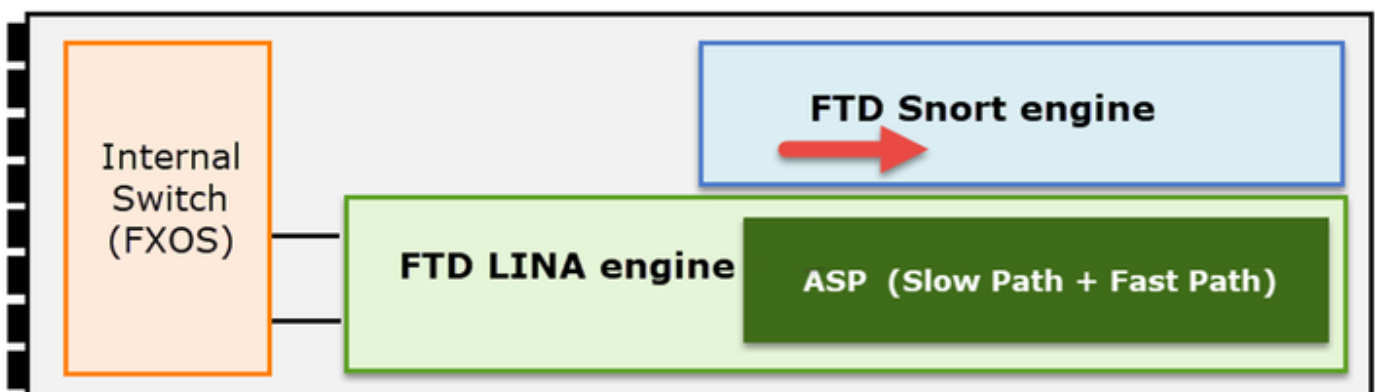 Internal
Switch
(FXOS)
FTD Snort engine
FTD LINA engine
ASP (Slow Path + Fast Path)